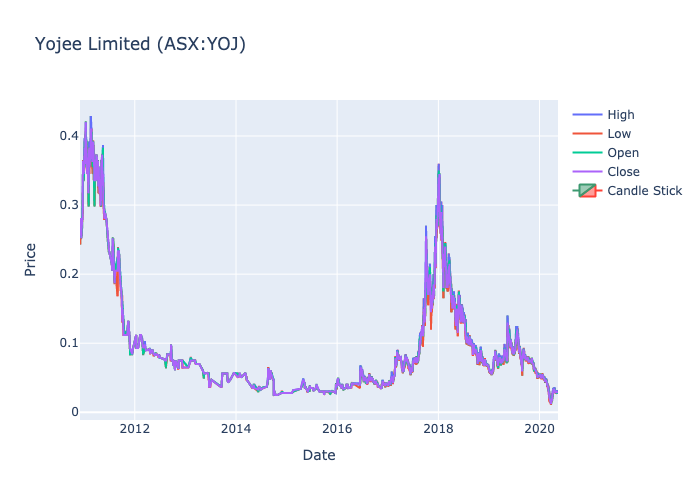 Yojee Limited (ASX:YOJ)
High
Low
Open
Close
Candle Stick
0.4
0.3
0.2
0.1
0
Price
2012
2014
2016
2018
2020
Date